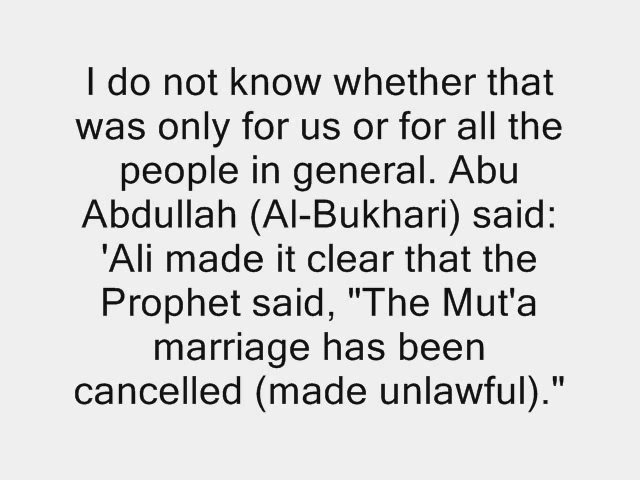 I do not know whether that
was only for us or for all the
people in general. Abu
Abdullah (Al-Bukhari) said:
'Ali made it clear that the
Prophet said, "The Mut'a
marriage has been
cancelled (made unlawful)."